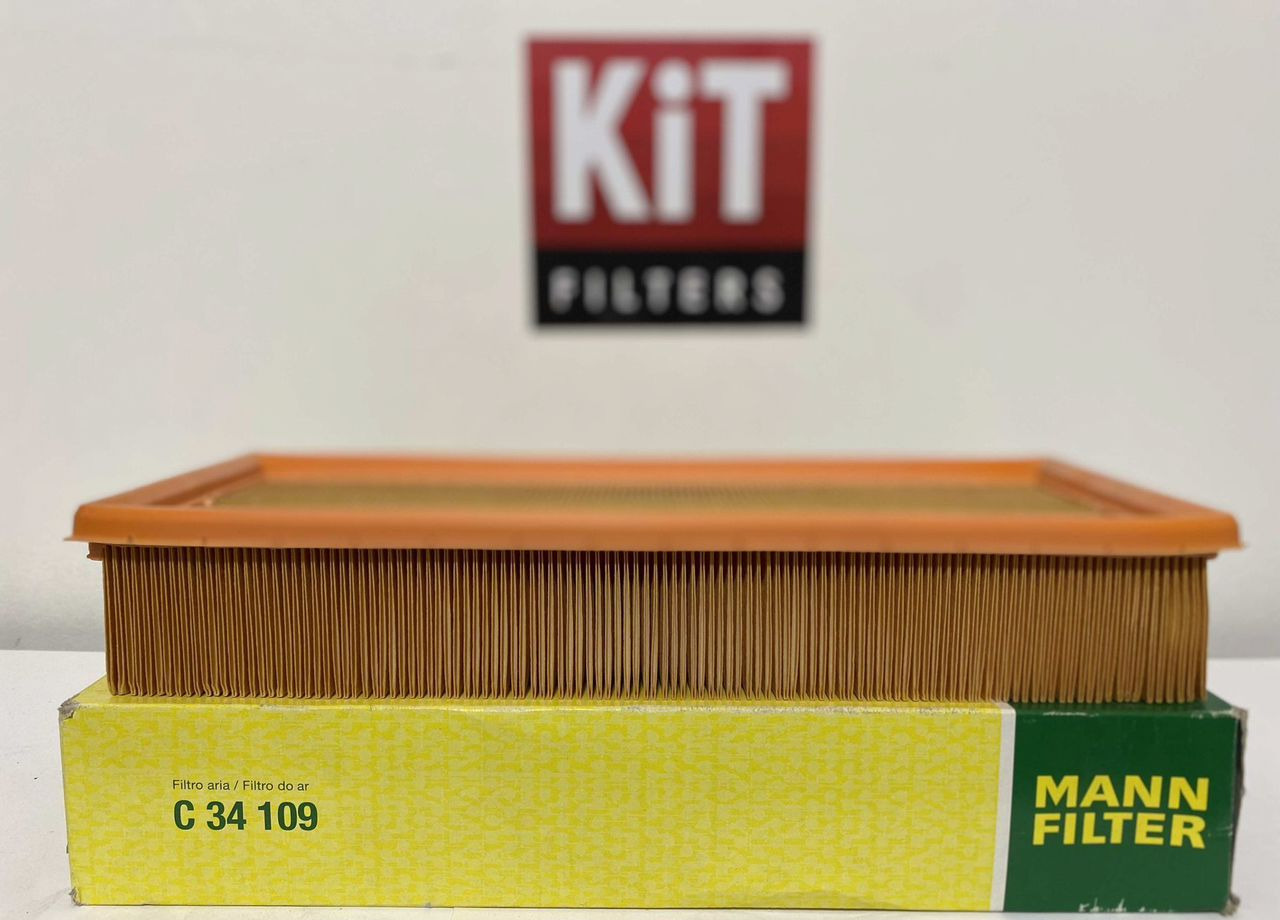 KiT
FILTERS
Filtro aria / Filtro do ar
C 34 109
MANN
FILTER